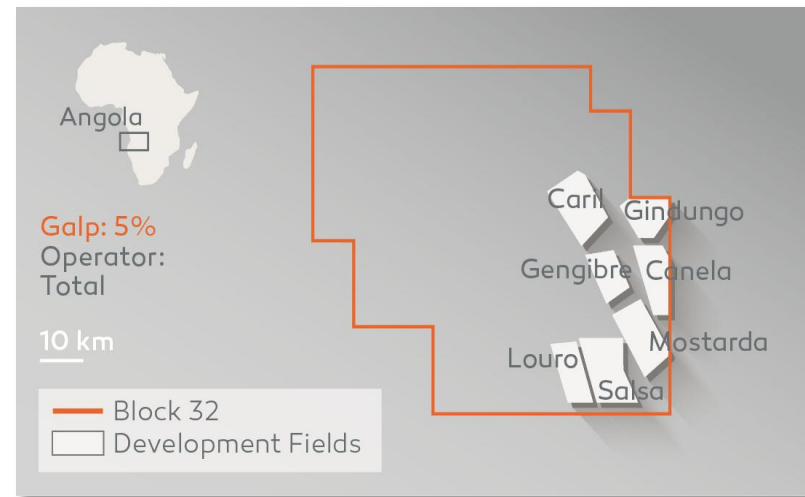 Angola
Galp: 5%
Operator:
Total
10 km
Caril
Gindungo
Gengibre
Canela
Mostarda
Louro
Salsa
Block 32
Development Fields